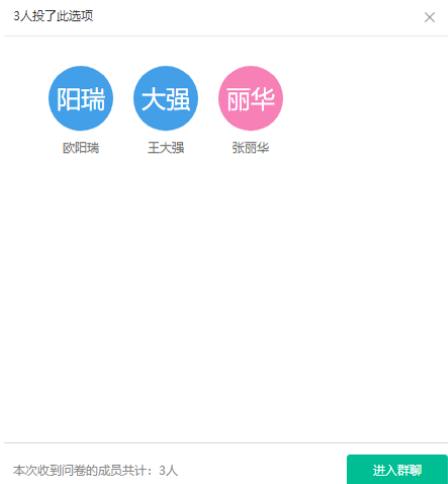 3人投了此选项
阳瑞 大强 丽华
欧阳瑞 王大强 张丽华
本次收到问卷的成员共计：3人 进入群聊